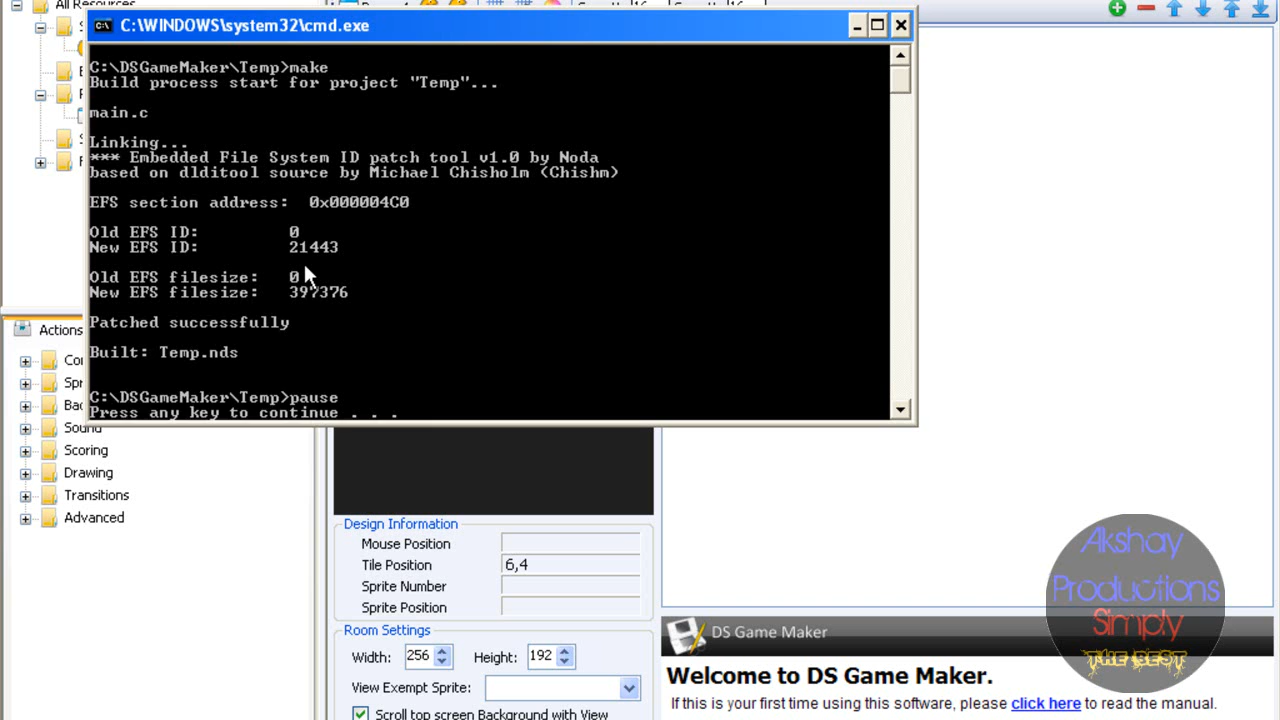 All Resources
C:\WINDOWS\system32\cmd.exe
C:\DSGameMaker\Temp>make
Build process start for project "Temp"...
main.c
Linking...
*** Embedded File System ID patch tool v1.0 by Noda
based on dlditool source by Michael Chisholm (Chishm)
EFS section address: 0x000004C0
Old EFS ID: 0
New EFS ID: 21443
Old EFS filesize: 0
New EFS filesize: 397376
Patched successfully
Built: Temp.nds
C:\DSGameMaker\Temp>pause
Press any key to continue . . .
Actions
Sound
Scoring
Drawing
Transitions
Advanced
Design Information
Mouse Position
Tile Position 6,4
Sprite Number
Sprite Position
Room Settings
Width: 256 Height: 192
View Exempt Sprite:
Scroll top screen Background with View
DS Game Maker
Welcome to DS Game Maker.
If this is your first time using this software, please click here to read the manual.
Akshay
Productions
Simply
THE BEST